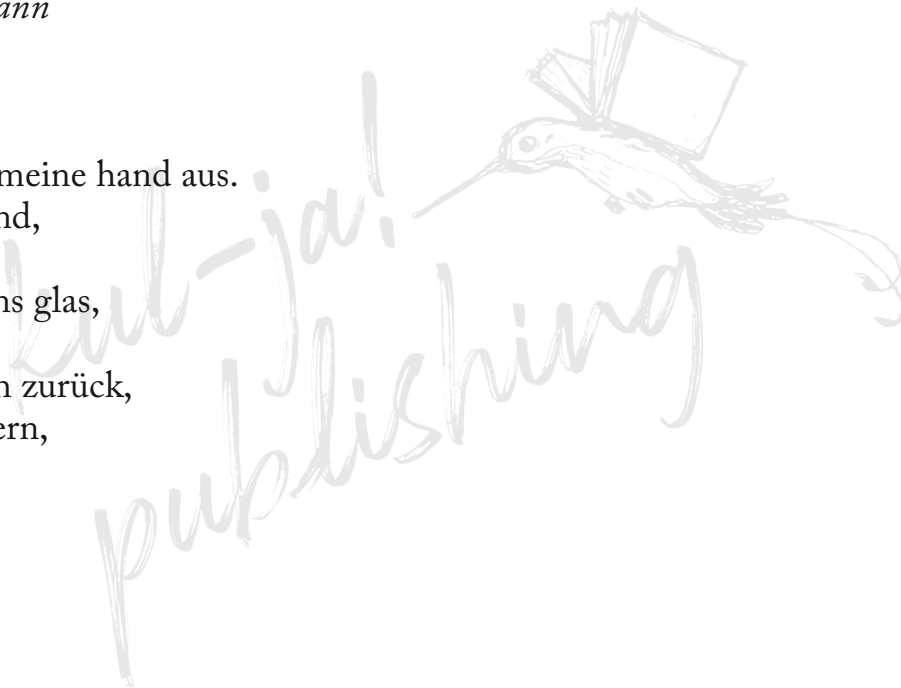 ann
meine hand aus.
nd,
ns glas,
n zurück,
ern,
kul-ja!
publishing